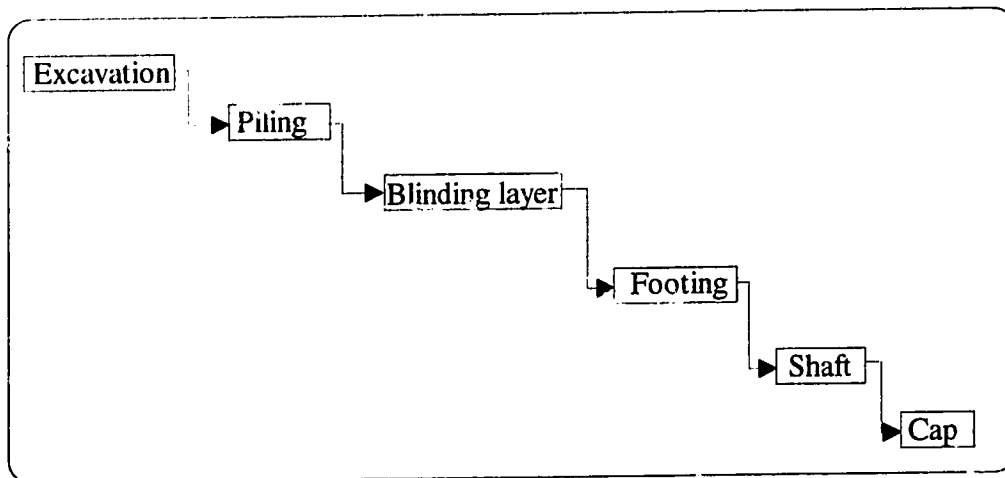 Excavation
Piling
Blinding layer
Footing
Shaft
Cap